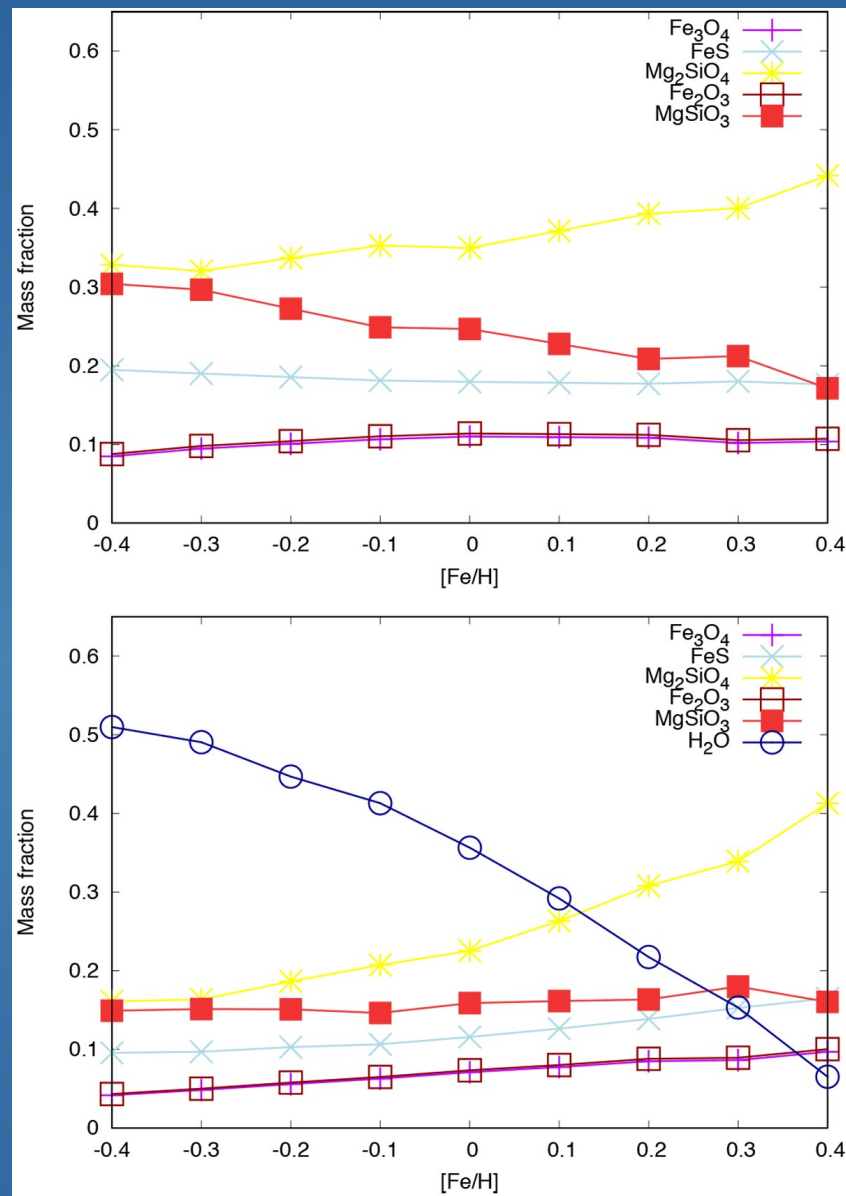 Fe₃O₄
FeS
Mg₂SiO₄
Fe₂O₃
MgSiO₃
Mass fraction
0.6
0.5
0.4
0.3
0.2
0.1
0
-0.4 -0.3 -0.2 -0.1 0 0.1 0.2 0.3 0.4
[Fe/H]
Fe₃O₄
FeS
Mg₂SiO₄
Fe₂O₃
MgSiO₃
H₂O
Mass fraction
0.6
0.5
0.4
0.3
0.2
0.1
0
-0.4 -0.3 -0.2 -0.1 0 0.1 0.2 0.3 0.4
[Fe/H]